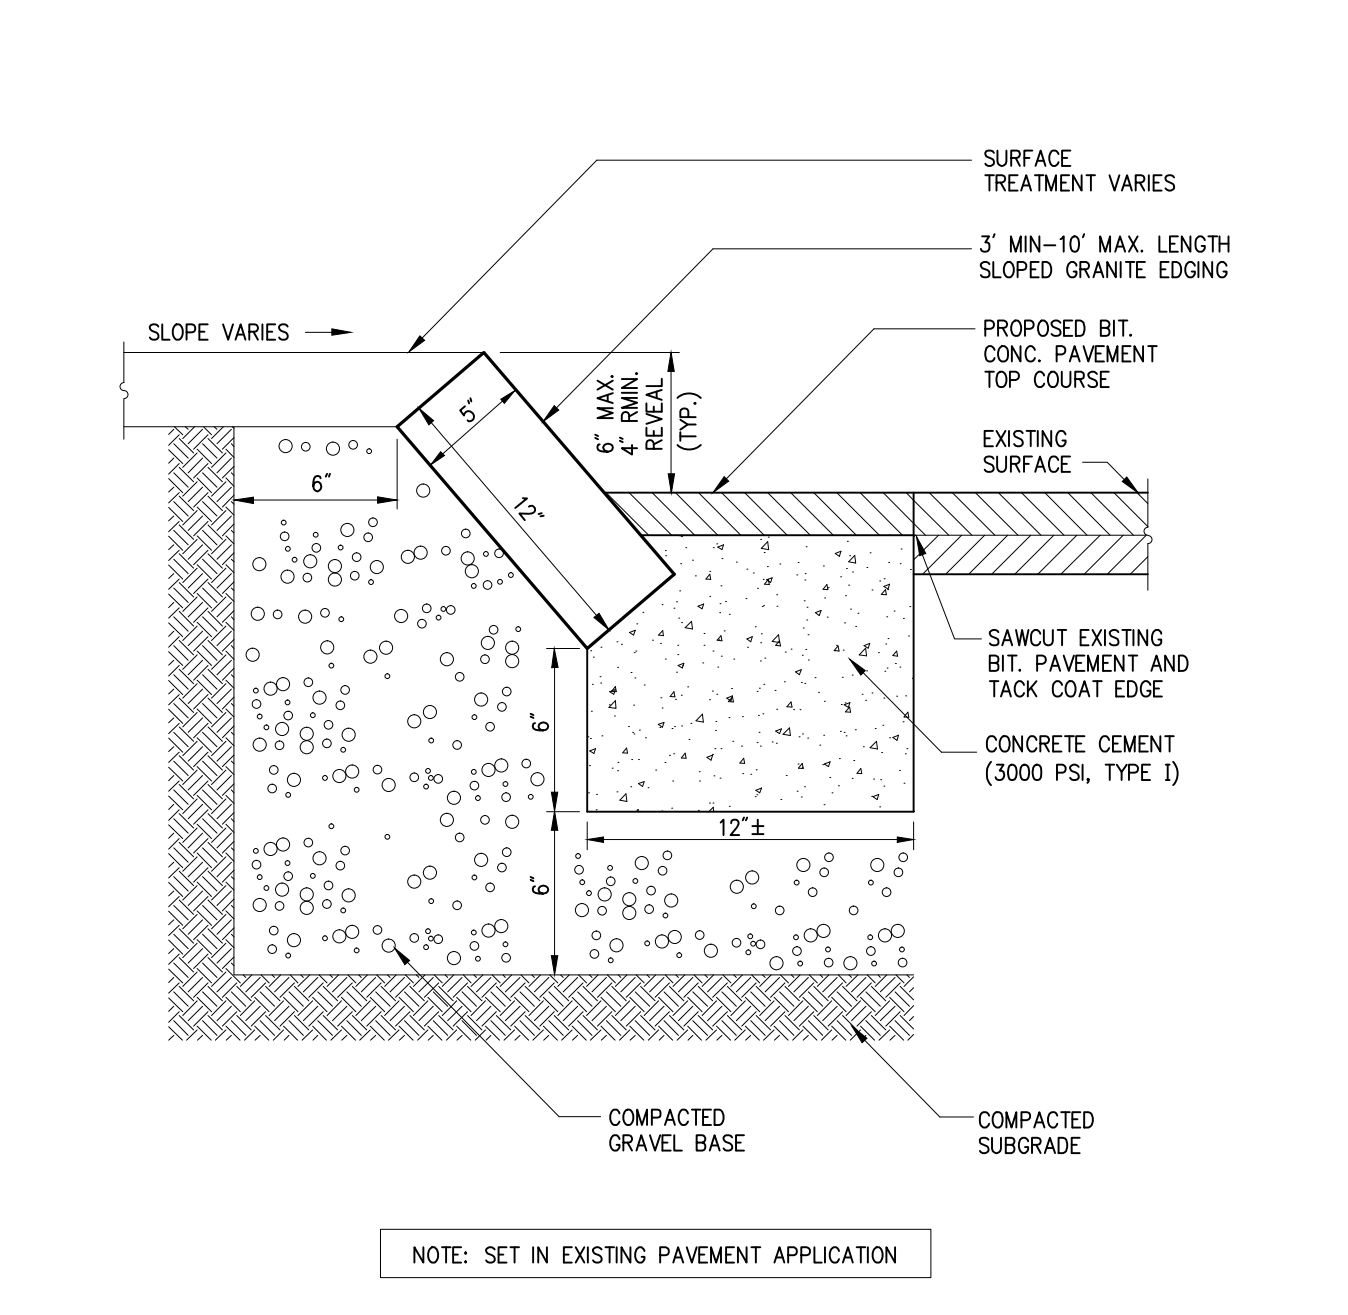 SURFACE
TREATMENT VARIES
3' MIN-10' MAX. LENGTH
SLOPED GRANITE EDGING
SLOPE VARIES
PROPOSED BIT.
CONC. PAVEMENT
TOP COURSE
6" MAX.
4" RMIN.
REVEAL
(TYP.)
5"
EXISTING
SURFACE
6"
12"
SAWCUT EXISTING
BIT. PAVEMENT AND
TACK COAT EDGE
6"
CONCRETE CEMENT
(3000 PSI, TYPE I)
12"±
6"
COMPACTED
GRAVEL BASE
COMPACTED
SUBGRADE
NOTE: SET IN EXISTING PAVEMENT APPLICATION